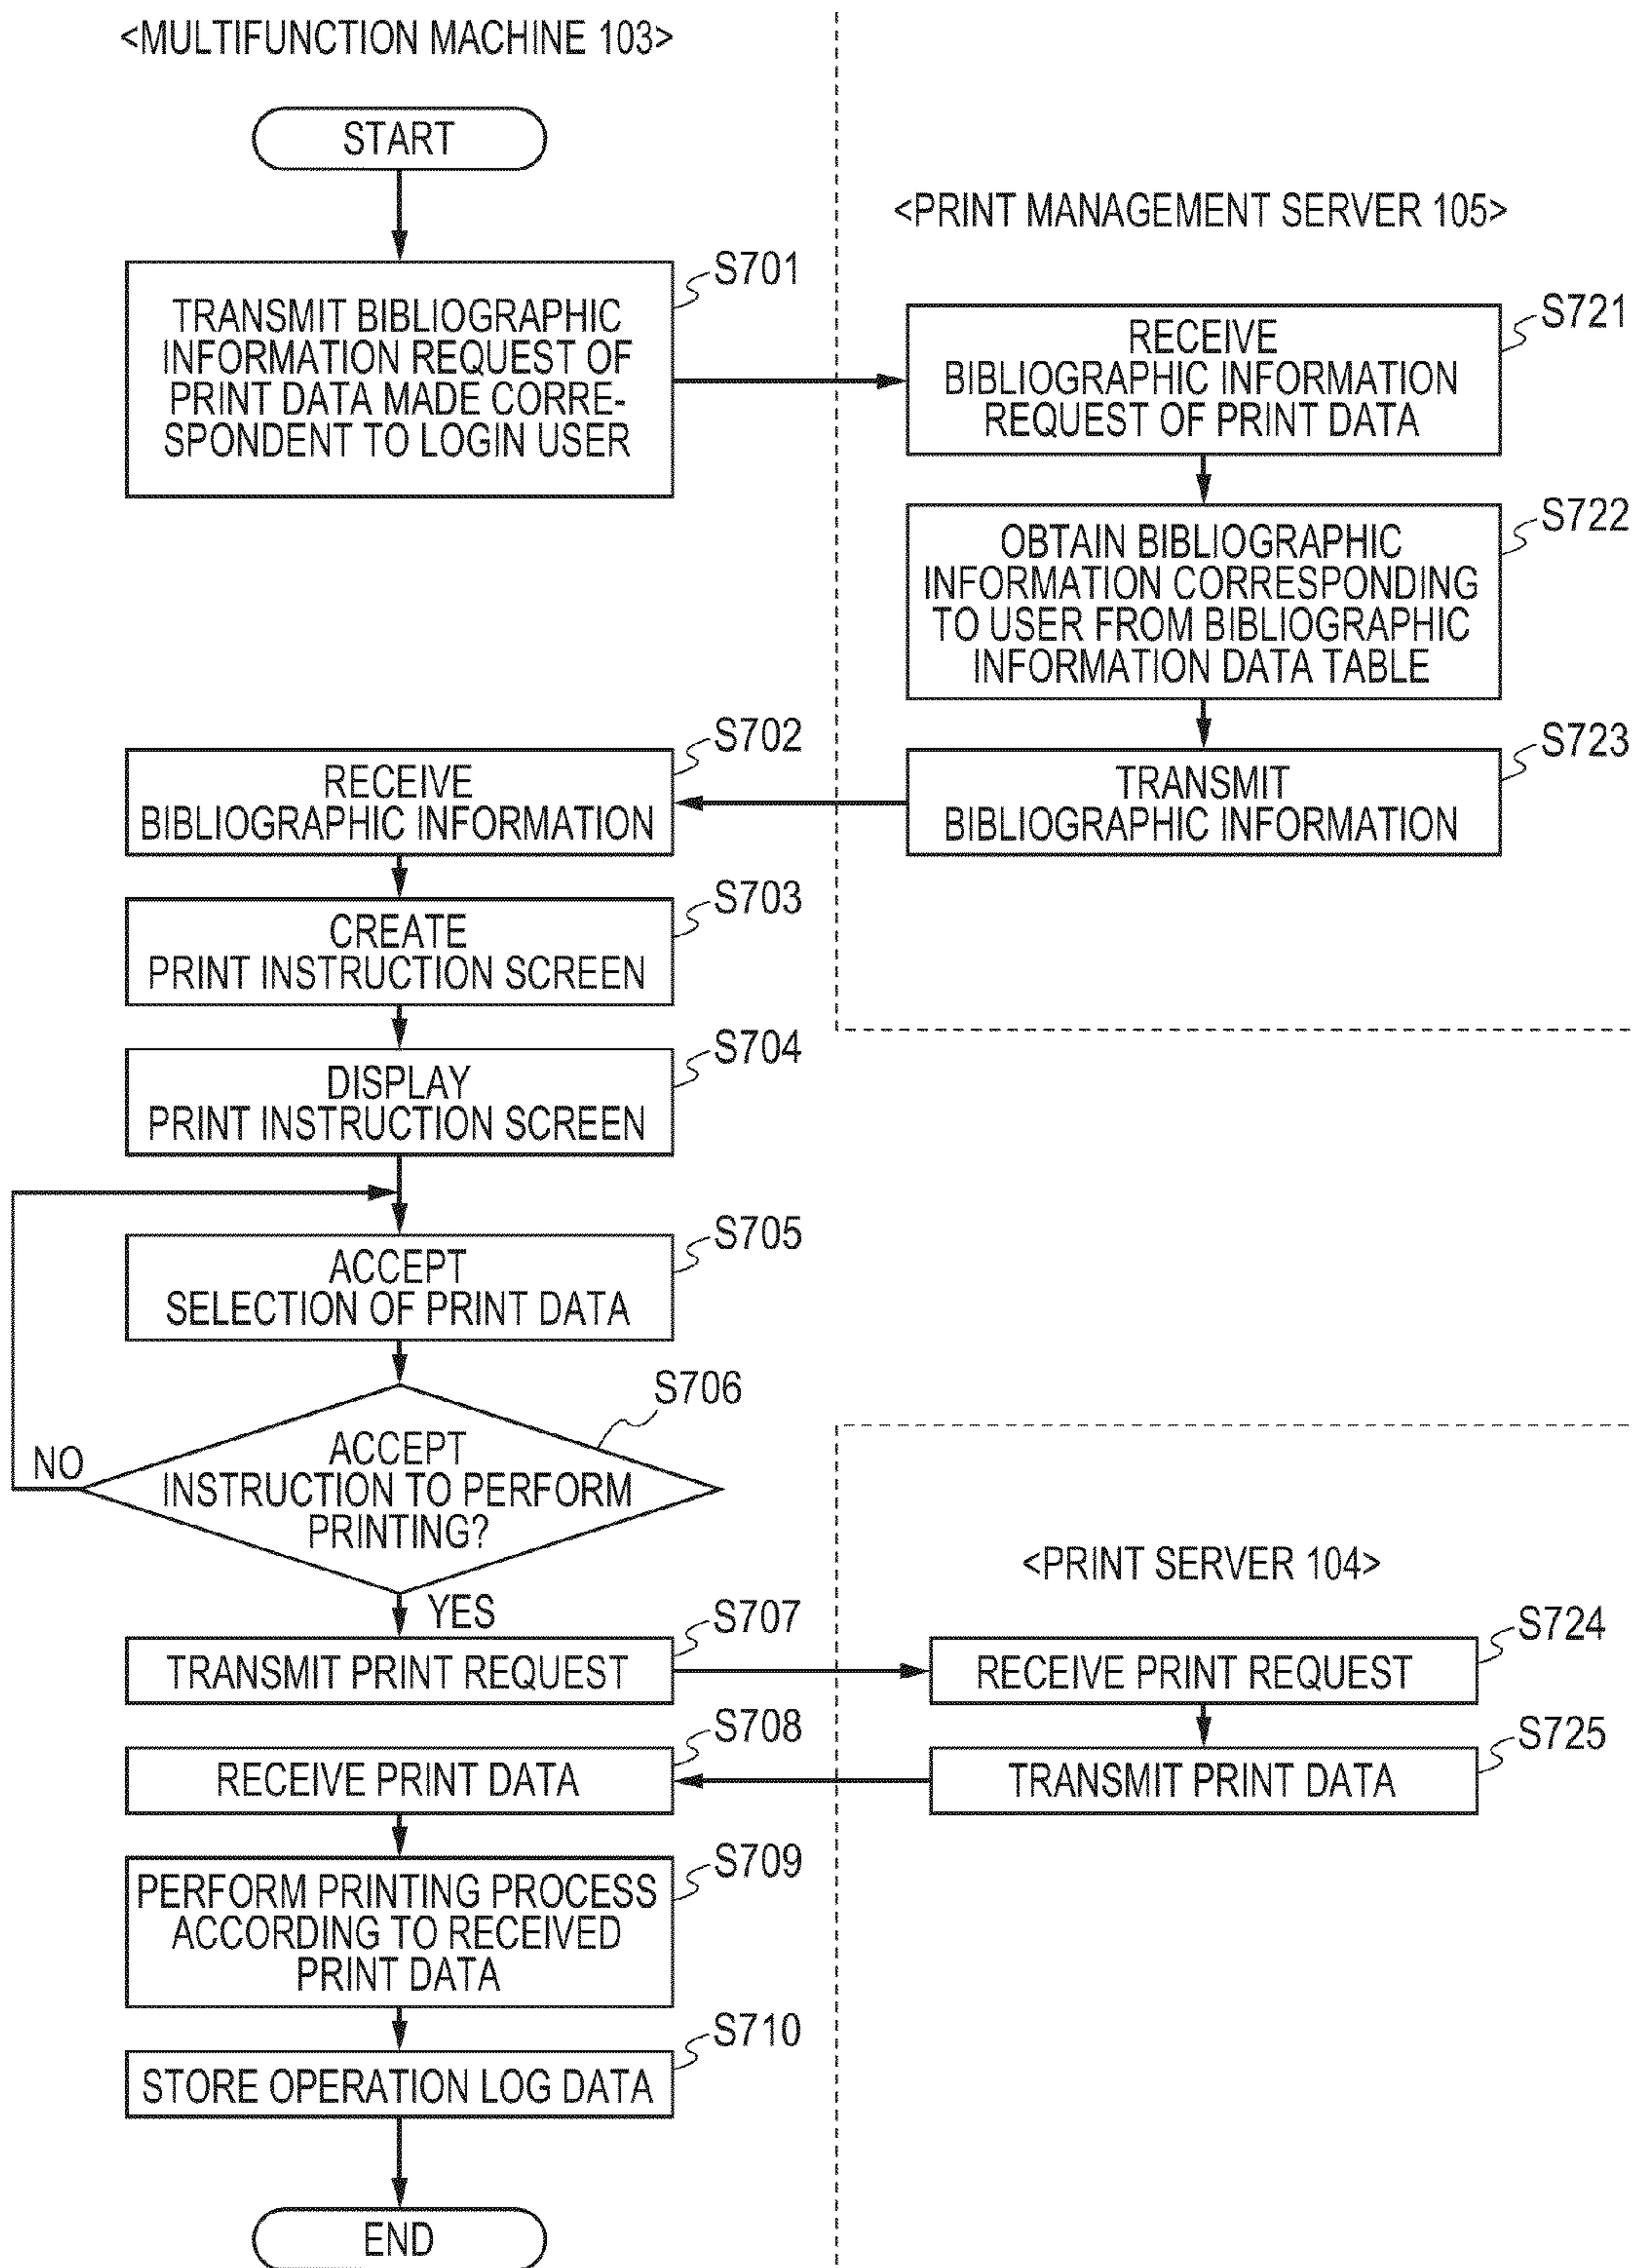 <MULTIFUNCTION MACHINE 103>
START
S701
TRANSMIT BIBLIOGRAPHIC
INFORMATION REQUEST OF
PRINT DATA MADE CORRE-
SPONDENT TO LOGIN USER
<PRINT MANAGEMENT SERVER 105>
S721
RECEIVE
BIBLIOGRAPHIC INFORMATION
REQUEST OF PRINT DATA
S722
OBTAIN BIBLIOGRAPHIC
INFORMATION CORRESPONDING
TO USER FROM BIBLIOGRAPHIC
INFORMATION DATA TABLE
S723
TRANSMIT
BIBLIOGRAPHIC INFORMATION
S702
RECEIVE
BIBLIOGRAPHIC INFORMATION
S703
CREATE
PRINT INSTRUCTION SCREEN
S704
DISPLAY
PRINT INSTRUCTION SCREEN
S705
ACCEPT
SELECTION OF PRINT DATA
S706
ACCEPT
INSTRUCTION TO PERFORM
PRINTING?
NO
YES
S707
TRANSMIT PRINT REQUEST
<PRINT SERVER 104>
S724
RECEIVE PRINT REQUEST
S725
TRANSMIT PRINT DATA
S708
RECEIVE PRINT DATA
S709
PERFORM PRINTING PROCESS
ACCORDING TO RECEIVED
PRINT DATA
S710
STORE OPERATION LOG DATA
END